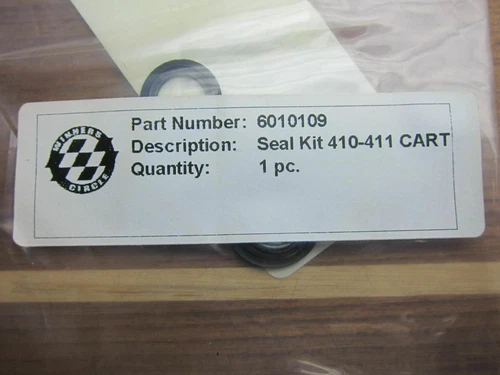 WINNERS
CIRCLE
Part Number: 6010109
Description: Seal Kit 410-411 CART
Quantity: 1 pc.